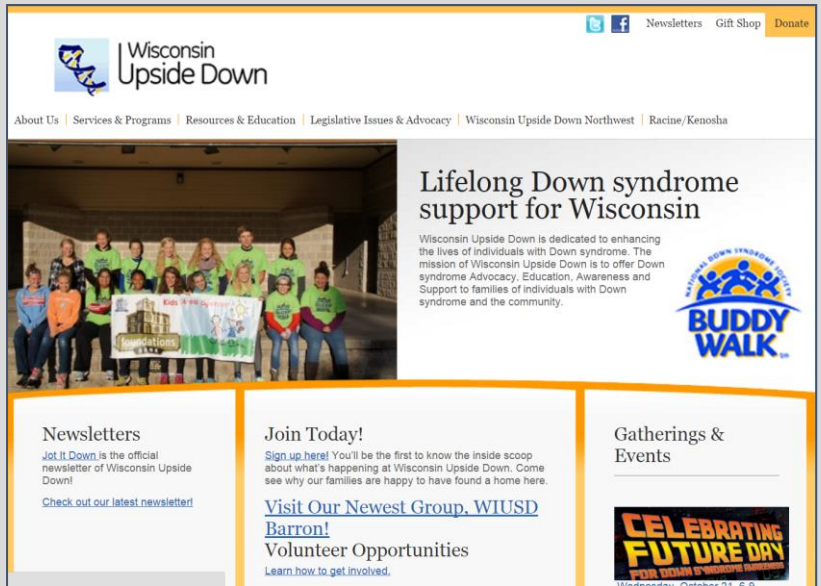 Newsletters Gift Shop Donate
Wisconsin
Upside Down
About Us | Services & Programs | Resources & Education | Legislative Issues & Advocacy | Wisconsin Upside Down Northwest | Racine/Kenosha
Lifelong Down syndrome
support for Wisconsin
Wisconsin Upside Down is dedicated to enhancing
the lives of individuals with Down syndrome. The
mission of Wisconsin Upside Down is to offer Down
syndrome Advocacy, Education, Awareness and
Support to families of individuals with Down
syndrome and the community.
NATIONAL DOWN SYNDROME SOCIETY
BUDDY
WALK
Kids
foundations
Newsletters
Jot It Down is the official
newsletter of Wisconsin Upside
Down!
Check out our latest newsletter!
Join Today!
Sign up here! You'll be the first to know the inside scoop
about what's happening at Wisconsin Upside Down. Come
see why our families are happy to have found a home here.
Visit Our Newest Group, WIUSD
Barron!
Volunteer Opportunities
Learn how to get involved.
Gatherings &
Events
CELEBRATING
FUTURE DAY
FOR DOWN SYNDROME AWARENESS
Wednesday, October 21, 6-9